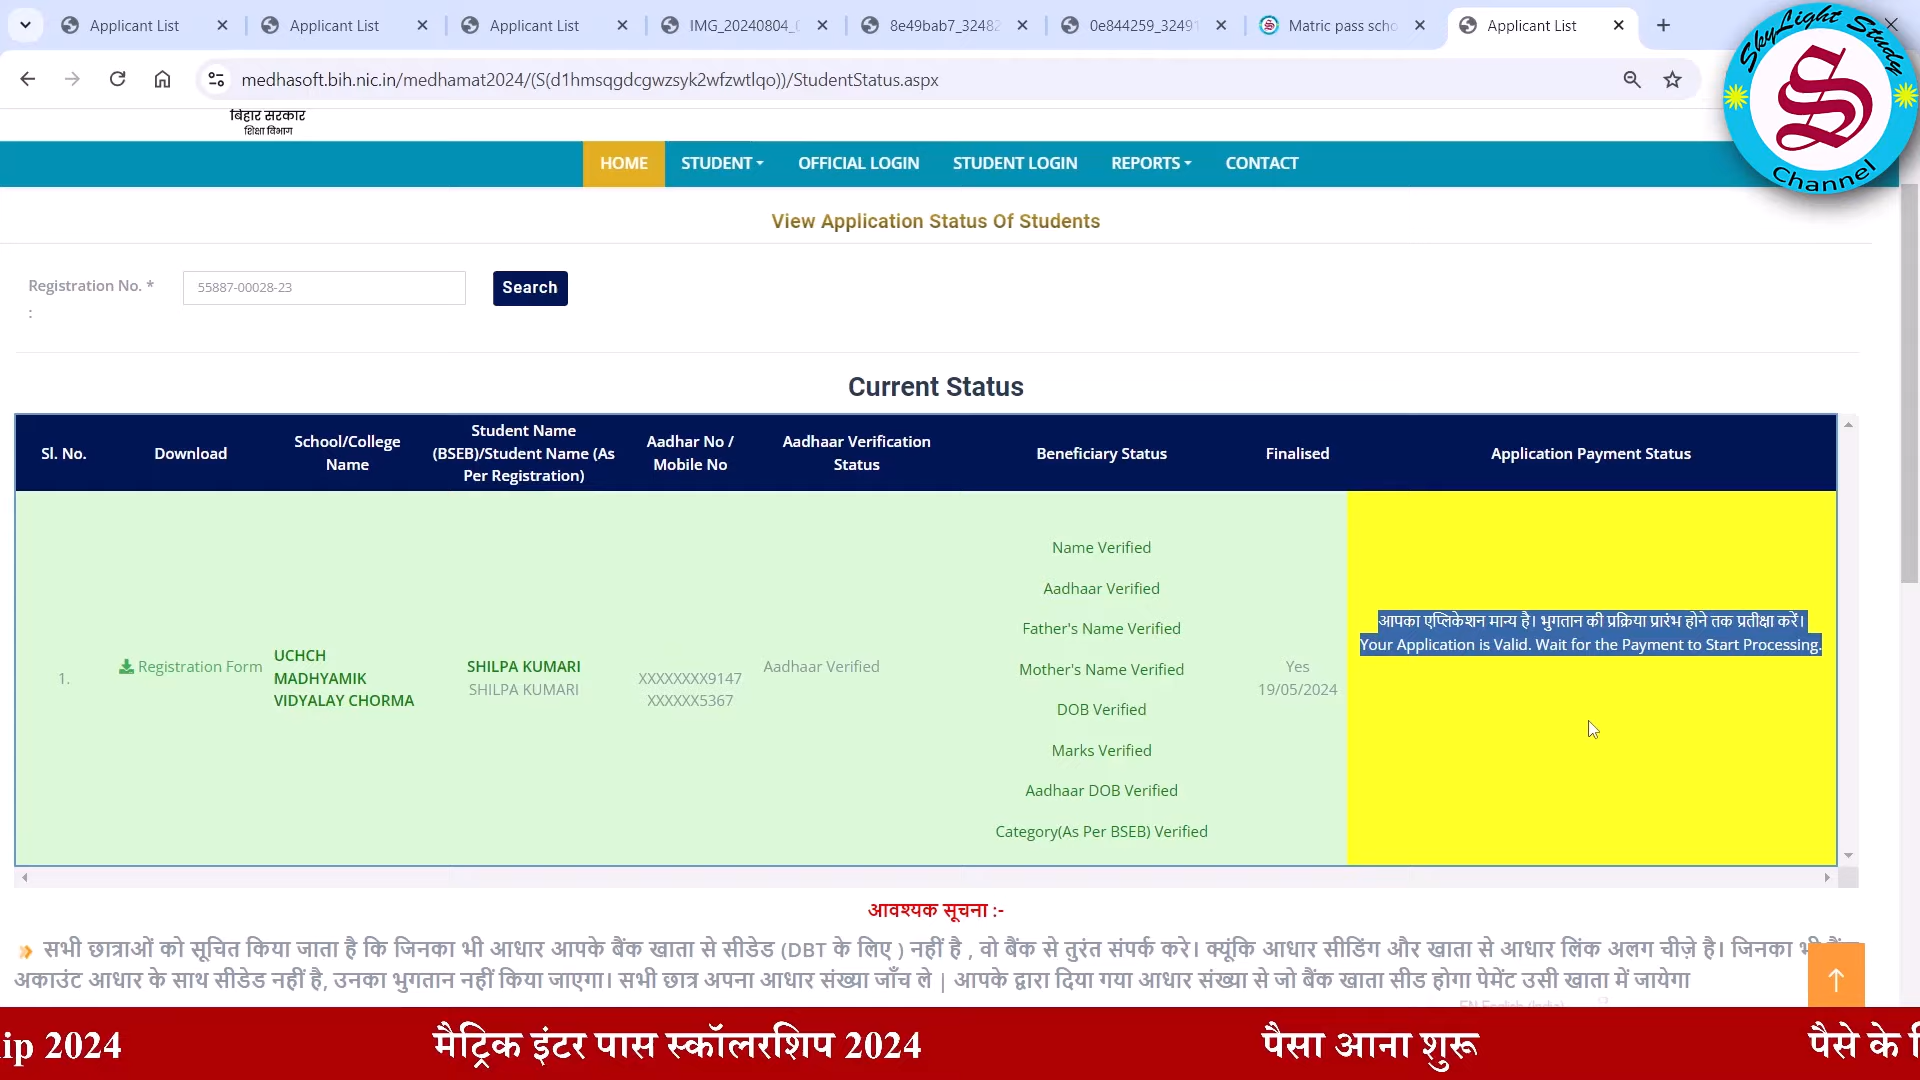 Applicant List
Applicant List
Applicant List
IMG_20240804_
8e49bab7_32482
0e844259_32491
Matric pass scho
Applicant List
medhasoft.bih.nic.in/medhamat2024/(S(d1hmsqgdcgwzsyk2wfzwtlqo))/StudentStatus.aspx
SkyLight Study
Channel
S
बिहार सरकार
शिक्षा विभाग
HOME STUDENT OFFICIAL LOGIN STUDENT LOGIN REPORTS CONTACT
View Application Status Of Students
Registration No. *
:
55887-00028-23
Search
Current Status
Sl. No.
Download
School/College
Name
Student Name
(BSEB)/Student Name (As
Per Registration)
Aadhar No /
Mobile No
Aadhaar Verification
Status
Beneficiary Status
Finalised
Application Payment Status
1.
Registration Form
UCHCH
MADHYAMIK
VIDYALAY CHORMA
SHILPA KUMARI
SHILPA KUMARI
XXXXXXXX9147
XXXXXX5367
Aadhaar Verified
Name Verified
Aadhaar Verified
Father's Name Verified
Mother's Name Verified
DOB Verified
Marks Verified
Aadhaar DOB Verified
Category(As Per BSEB) Verified
Yes
19/05/2024
आपका एप्लिकेशन मान्य है। भुगतान की प्रक्रिया प्रारंभ होने तक प्रतीक्षा करें।
Your Application is Valid. Wait for the Payment to Start Processing.
आवश्यक सूचना :-
सभी छात्राओं को सूचित किया जाता है कि जिनका भी आधार आपके बैंक खाता से सीडेड (DBT के लिए ) नहीं है , वो बैंक से तुरंत संपर्क करे। क्यूंकि आधार सीडिंग और खाता से आधार लिंक अलग चीज़े है। जिनका भी
अकाउंट आधार के साथ सीडेड नहीं है, उनका भुगतान नहीं किया जाएगा। सभी छात्र अपना आधार संख्या जाँच ले | आपके द्वारा दिया गया आधार संख्या से जो बैंक खाता सीड होगा पेमेंट उसी खाता में जायेगा
EN English (India)
ip 2024 मैट्रिक इंटर पास स्कॉलरशिप 2024 पैसा आना शुरू पैसे के